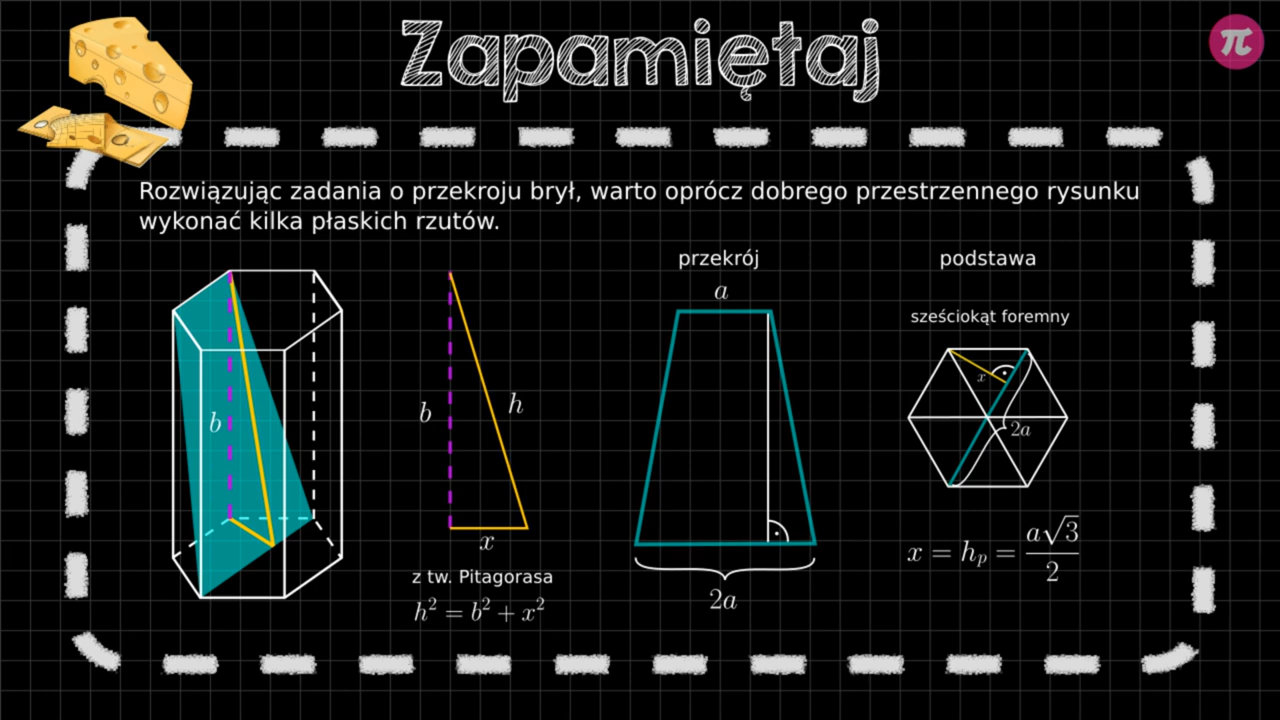 Zapamiętaj
π
Rozwiązując zadania o przekroju brył, warto oprócz dobrego przestrzennego rysunku
wykonać kilka płaskich rzutów.
przekrój
podstawa
a
sześciokąt foremny
x
b
h
b
2a
x
x = hₚ = a√3/2
z tw. Pitagorasa
2a
h² = b² + x²